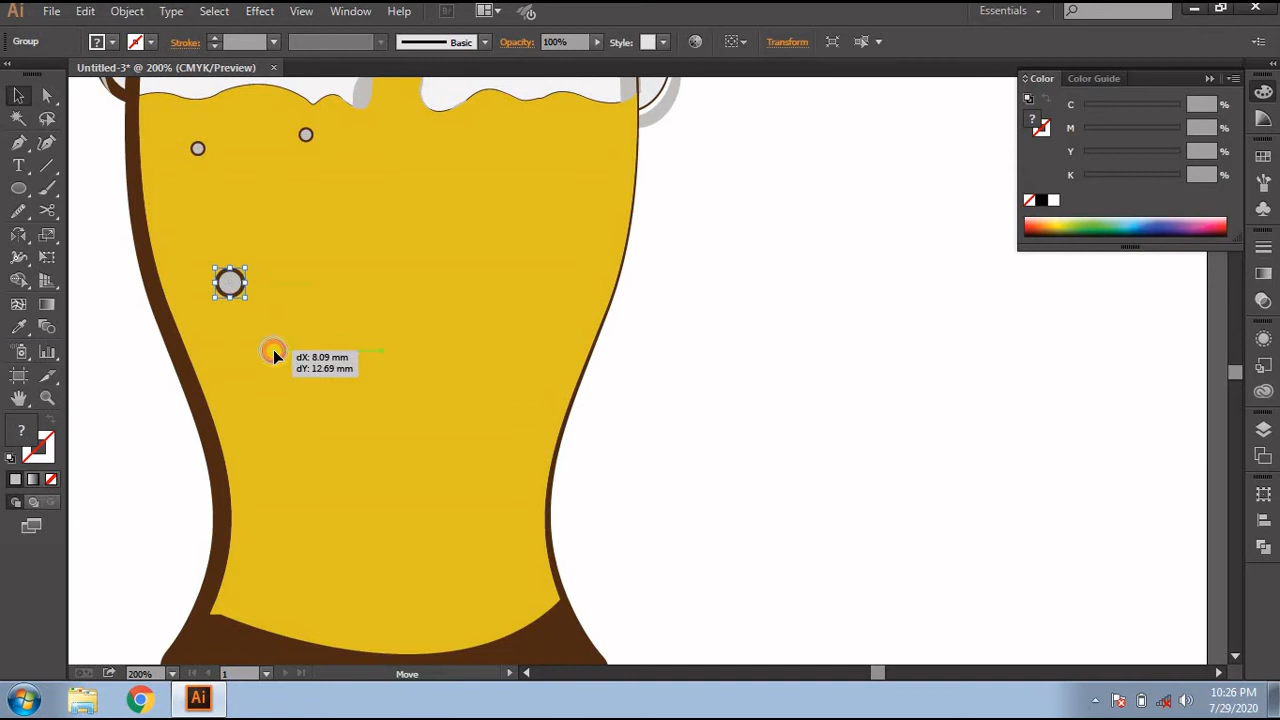 Ai File Edit Object Type Select Effect View Window Help Br Essentials
Group ? Stroke: Basic Opacity: 100% Style: Transform
Untitled-3* @ 200% (CMYK/Preview) ×
Color Color Guide
C %
? M %
Y %
K %
T
dX: 8.09 mm
dY: 12.69 mm
?
200% 1 Move
Ai 10:26 PM
7/29/2020